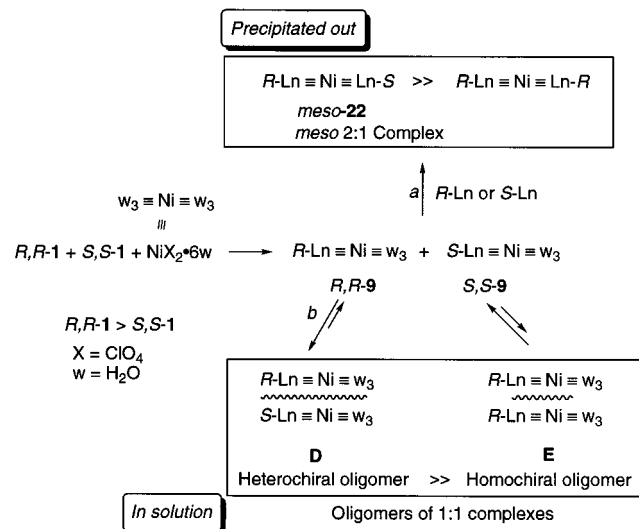 Precipitated out
R-Ln ≡ Ni ≡ Ln-S >> R-Ln ≡ Ni ≡ Ln-R
meso-22
meso 2:1 Complex
a R-Ln or S-Ln
w₃ ≡ Ni ≡ w₃
≡
R,R-1 + S,S-1 + NiX₂•6w R-Ln ≡ Ni ≡ w₃ + S-Ln ≡ Ni ≡ w₃
R,R-9 S,S-9
b
R,R-1 > S,S-1
X = ClO₄
w = H₂O
R-Ln ≡ Ni ≡ w₃ R-Ln ≡ Ni ≡ w₃
S-Ln ≡ Ni ≡ w₃ R-Ln ≡ Ni ≡ w₃
D E
Heterochiral oligomer >> Homochiral oligomer
In solution Oligomers of 1:1 complexes